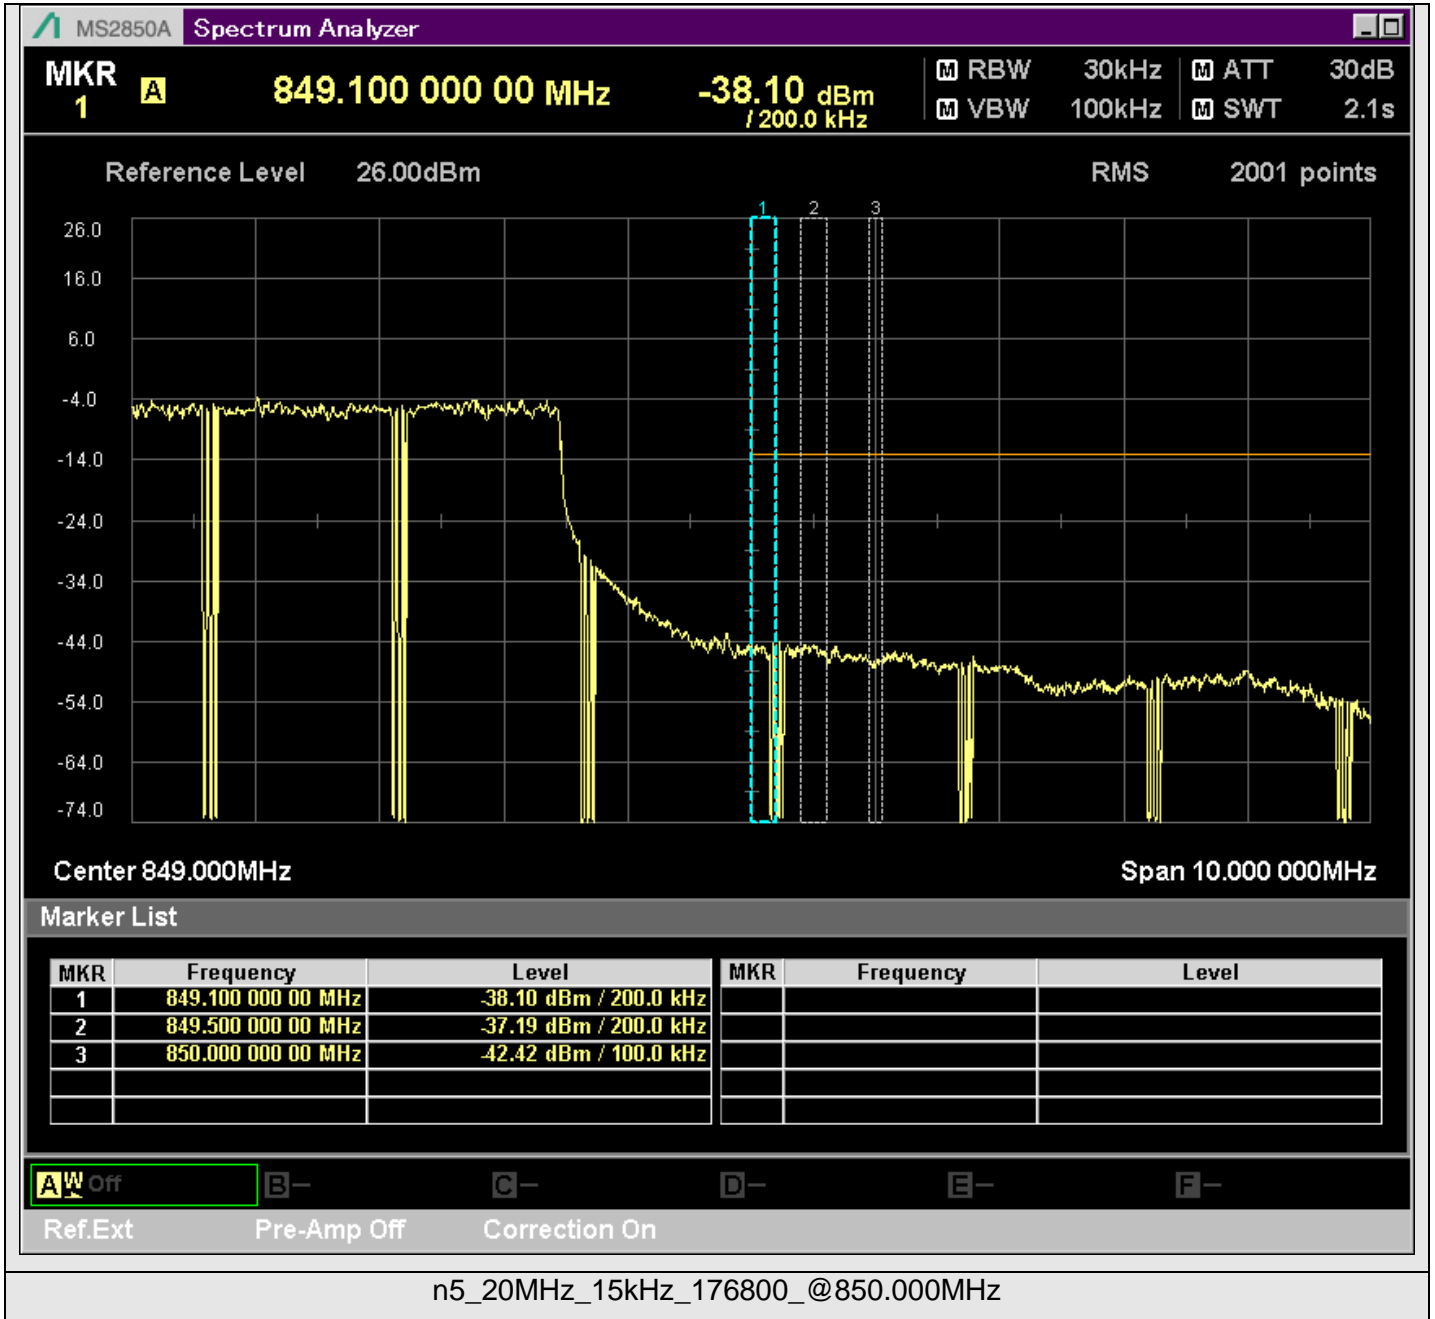 MS2850A Spectrum Analyzer
MKR 1 A 849.100 000 00 MHz -38.10 dBm / 200.0 kHz
M RBW 30kHz M ATT 30dB
M VBW 100kHz M SWT 2.1s
Reference Level 26.00dBm RMS 2001 points
1 2 3
26.0
16.0
6.0
-4.0
-14.0
-24.0
-34.0
-44.0
-54.0
-64.0
-74.0
Center 849.000MHz Span 10.000 000MHz
Marker List
MKR Frequency Level MKR Frequency Level
1 849.100 000 00 MHz -38.10 dBm / 200.0 kHz
2 849.500 000 00 MHz -37.19 dBm / 200.0 kHz
3 850.000 000 00 MHz -42.42 dBm / 100.0 kHz
A W Off B - C - D - E - F -
Ref.Ext Pre-Amp Off Correction On
n5_20MHz_15kHz_176800_@850.000MHz